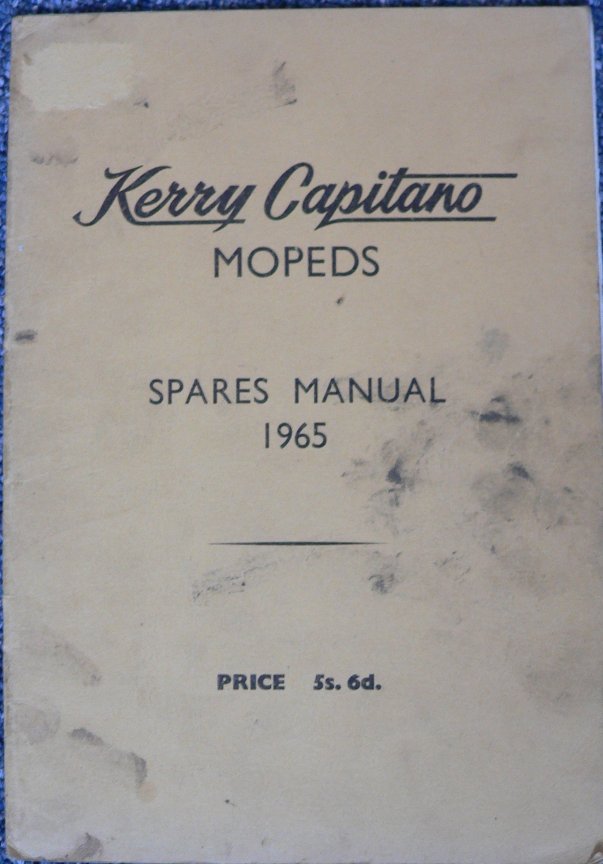 Kerry Capitano
MOPEDS
SPARES MANUAL
1965
PRICE 5s. 6d.